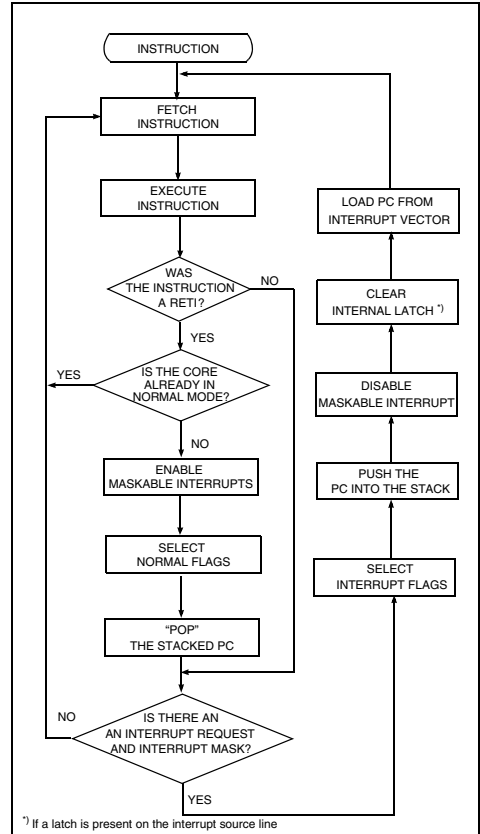 INSTRUCTION
FETCH
INSTRUCTION
EXECUTE
INSTRUCTION
WAS
THE INSTRUCTION
A RETI?
NO
YES
IS THE CORE
ALREADY IN
NORMAL MODE?
YES
NO
ENABLE
MASKABLE INTERRUPTS
SELECT
NORMAL FLAGS
“POP”
THE STACKED PC
IS THERE AN
AN INTERRUPT REQUEST
AND INTERRUPT MASK?
NO
YES
LOAD PC FROM
INTERRUPT VECTOR
CLEAR
INTERNAL LATCH *)
DISABLE
MASKABLE INTERRUPT
PUSH THE
PC INTO THE STACK
SELECT
INTERRUPT FLAGS
*) If a latch is present on the interrupt source line